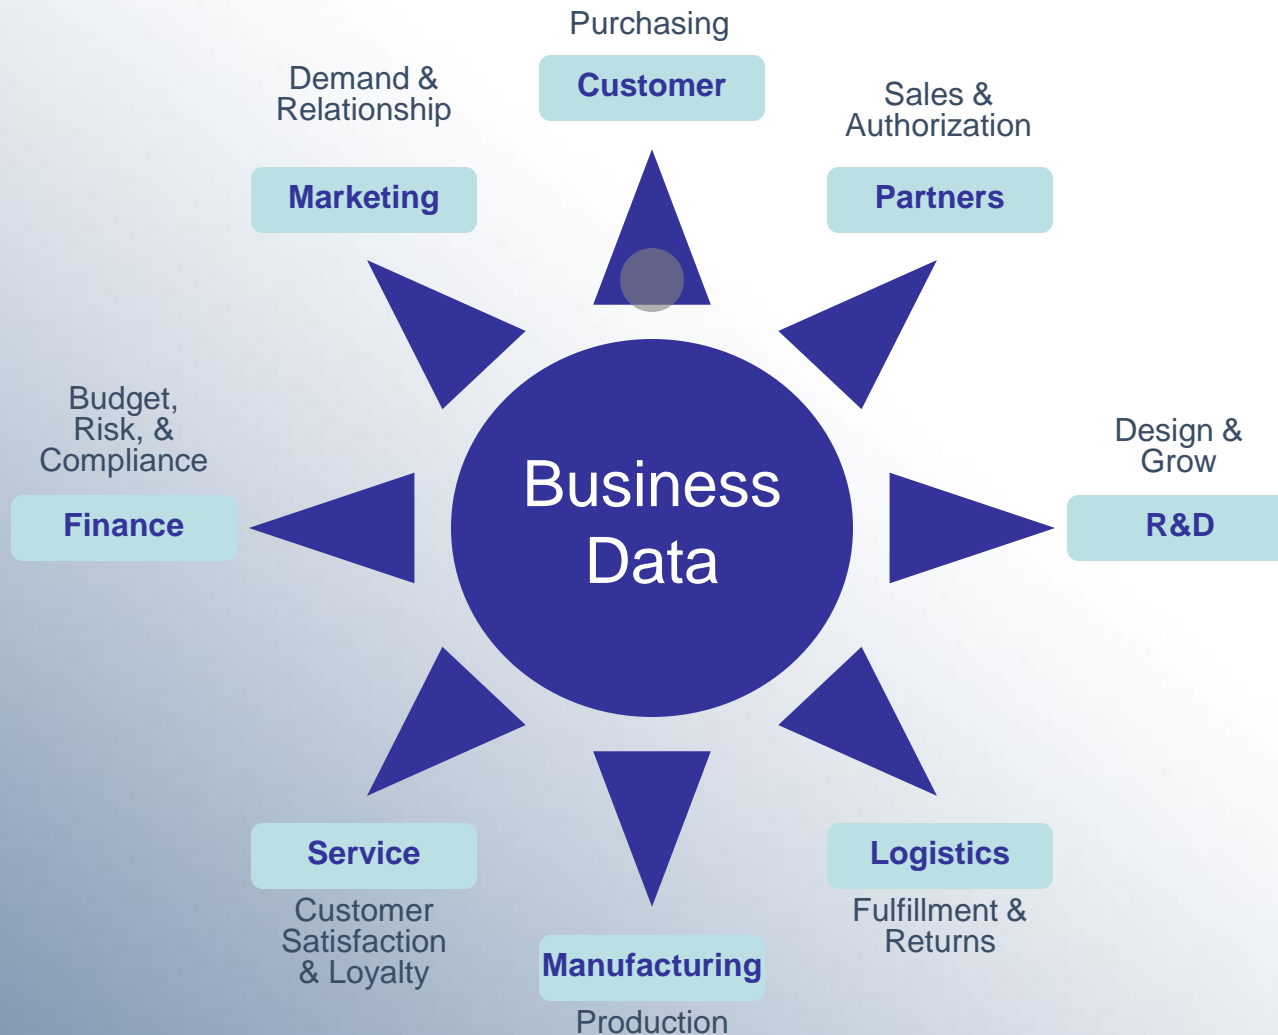 Purchasing
Customer
Demand &
Relationship
Marketing
Sales &
Authorization
Partners
Budget,
Risk, &
Compliance
Finance
Business
Data
Design &
Grow
R&D
Service
Customer
Satisfaction
& Loyalty
Manufacturing
Production
Logistics
Fulfillment &
Returns